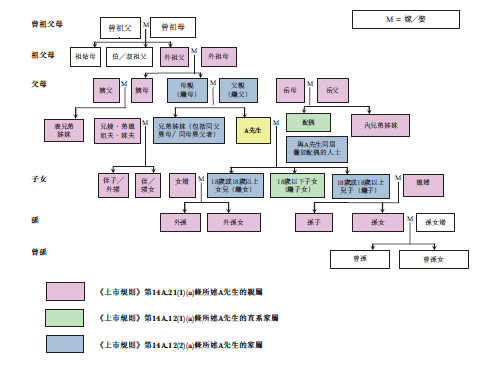 M = 嫁／娶
曾祖父母
曾祖父 M 曾祖母
祖父母
祖姑母 伯／叔祖父 外祖父 M 外祖母
父母
姨父 M 姨母 母親 (繼母) M 父親 (繼父) 岳母 M 岳父
表兄弟姊妹 兄嫂、弟媳 姐夫、妹夫 M 兄弟姊妹（包括同父異母／同母異父者） A先生 M 配偶 內兄弟姊妹
與A先生同居儼如配偶的人士
子女
侄子／外甥 侄／甥女 女婿 M 18歲或18歲以上女兒（繼女） 18歲以下子女（繼子女） 18歲或18歲以上兒子（繼子） M 媳婦
孫
外孫 外孫女 孫子 孫女 M 孫女婿
曾孫
曾孫 曾孫女
《上市規則》第14A.21(1)(a)條所述A先生的親屬
《上市規則》第14A.12(1)(a)條所述A先生的直系家屬
《上市規則》第14A.12(2)(a)條所述A先生的家屬